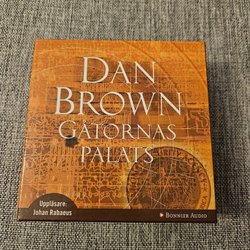 DAN
BROWN
GÅTORNAS
PALATS
Uppläsare:
Johan Rabaeus
BONNIER AUDIO